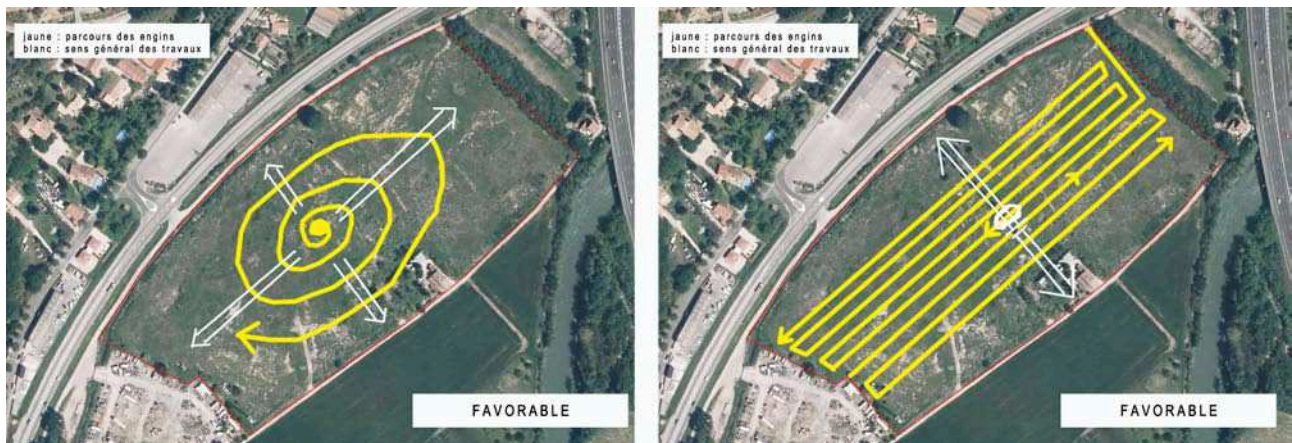 jaune : parcours des engins
blanc : sens général des travaux
FAVORABLE
jaune : parcours des engins
blanc : sens général des travaux
FAVORABLE